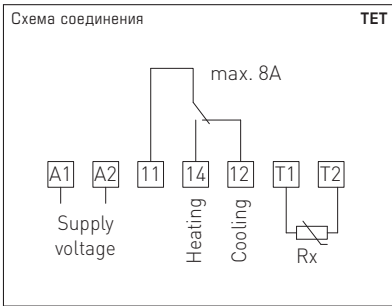 Схема соединения TET
max. 8A
A1 A2 11 14 12 T1 T2
Supply
voltage
Heating
Cooling
Rx